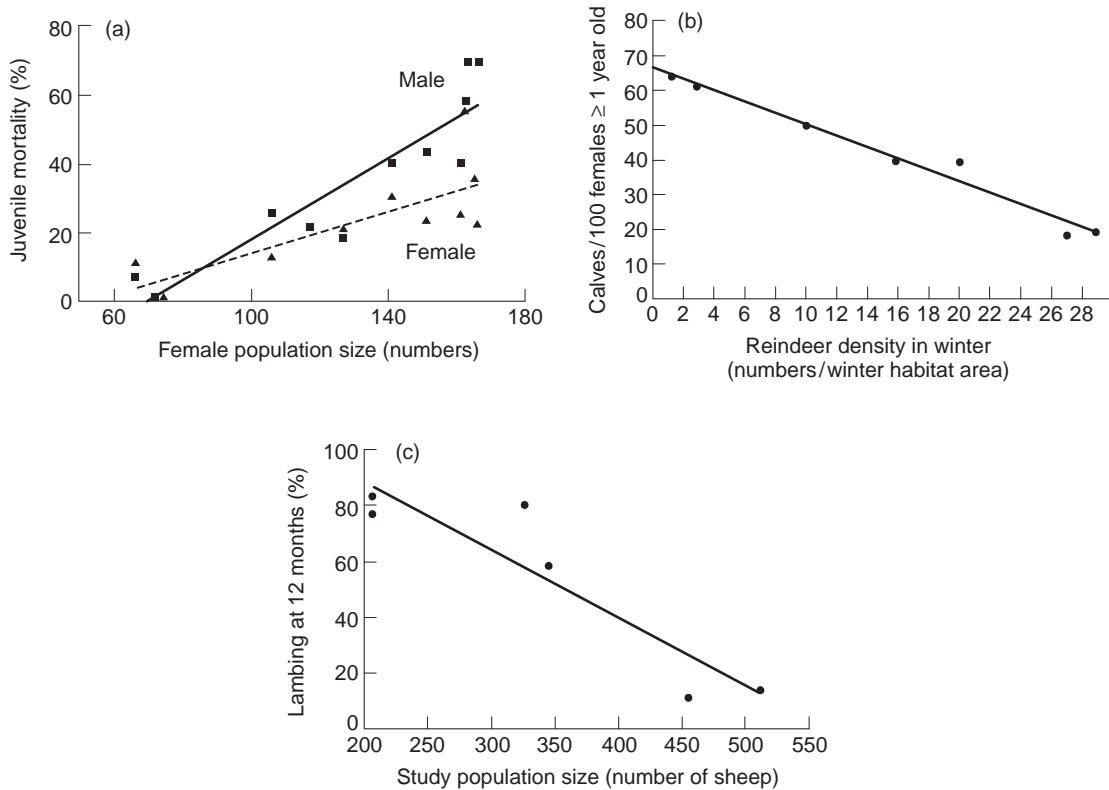 (a)
80
60
40
20
0
Juvenile mortality (%)
Male
Female
60
100
140
180
Female population size (numbers)
(b)
80
70
60
50
40
30
20
10
0
Calves/100 females ≥ 1 year old
0 2 4 6 8 10 12 14 16 18 20 22 24 26 28
Reindeer density in winter
(numbers/winter habitat area)
(c)
100
80
60
40
20
0
Lambing at 12 months (%)
200 250 300 350 400 450 500 550
Study population size (number of sheep)